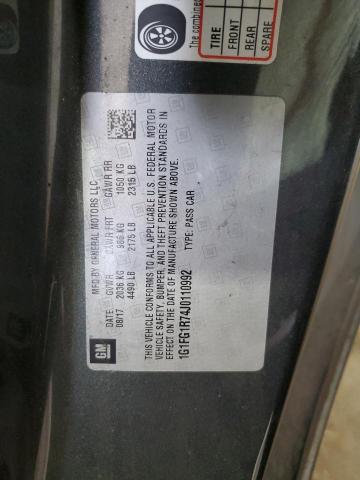 The combined
TIRE
FRONT
REAR
SPARE
GM
MFD BY GENERAL MOTORS LLC
DATE GVWR GAWR FRT GAWR RR
08/17 2036 KG 986 KG 1050 KG
4490 LB 2175 LB 2315 LB
THIS VEHICLE CONFORMS TO ALL APPLICABLE U.S. FEDERAL MOTOR
VEHICLE SAFETY, BUMPER, AND THEFT PREVENTION STANDARDS IN
EFFECT ON THE DATE OF MANUFACTURE SHOWN ABOVE.
1G1FG1R74J0110992 TYPE: PASS CAR